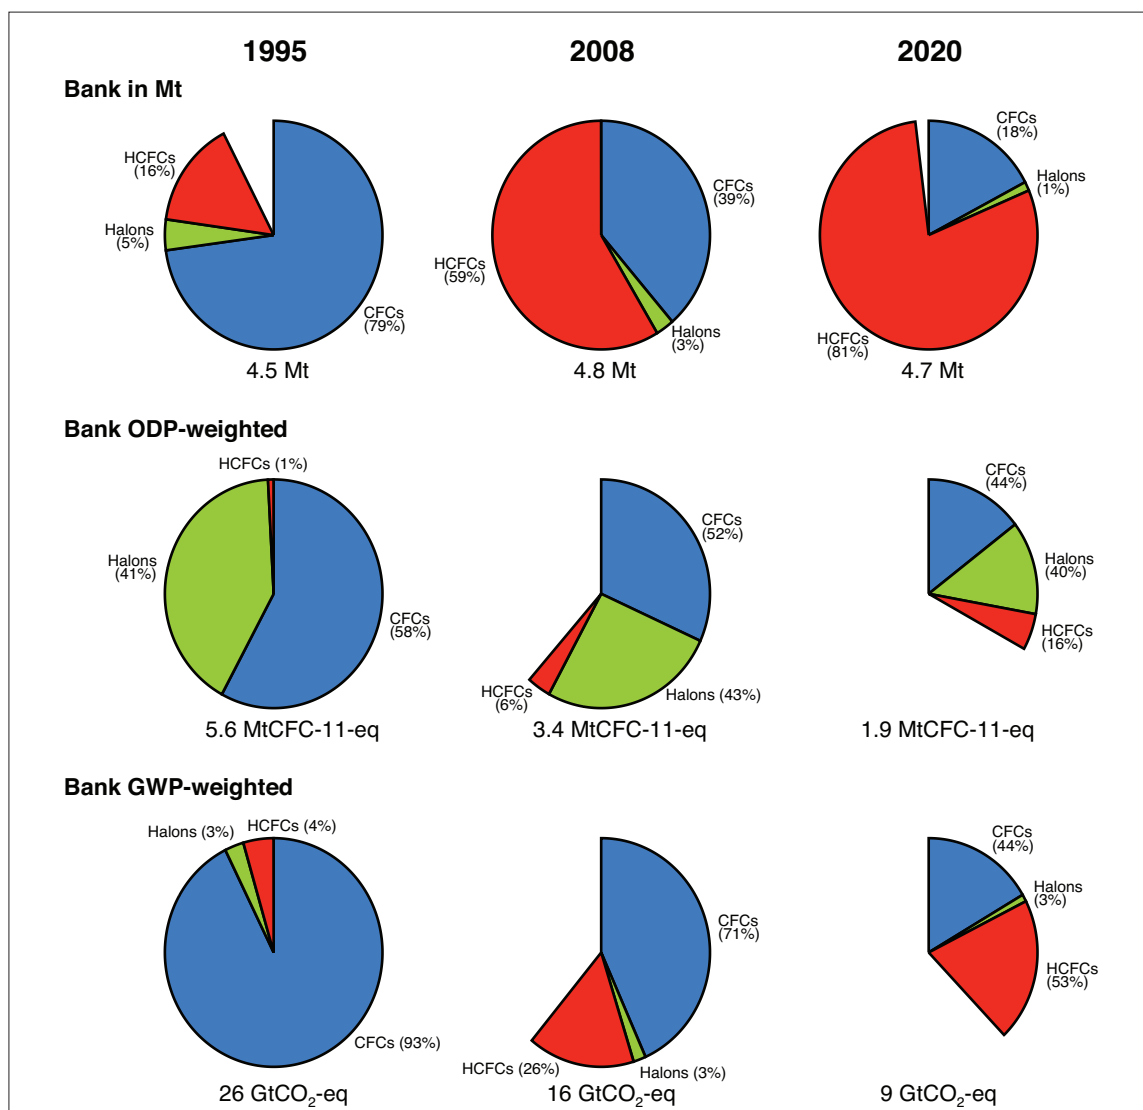 1995
2008
2020
Bank in Mt
HCFCs
(16%)
Halons
(5%)
CFCs
(79%)
4.5 Mt
CFCs
(39%)
HCFCs
(59%)
Halons
(3%)
4.8 Mt
CFCs
(18%)
Halons
(1%)
HCFCs
(81%)
4.7 Mt
Bank ODP-weighted
HCFCs (1%)
Halons
(41%)
CFCs
(58%)
5.6 MtCFC-11-eq
CFCs
(52%)
HCFCs
(6%)
Halons (43%)
3.4 MtCFC-11-eq
CFCs
(44%)
Halons
(40%)
HCFCs
(16%)
1.9 MtCFC-11-eq
Bank GWP-weighted
Halons (3%)
HCFCs (4%)
CFCs (93%)
26 GtCO₂-eq
CFCs
(71%)
HCFCs (26%)
Halons (3%)
16 GtCO₂-eq
CFCs
(44%)
Halons
(3%)
HCFCs
(53%)
9 GtCO₂-eq